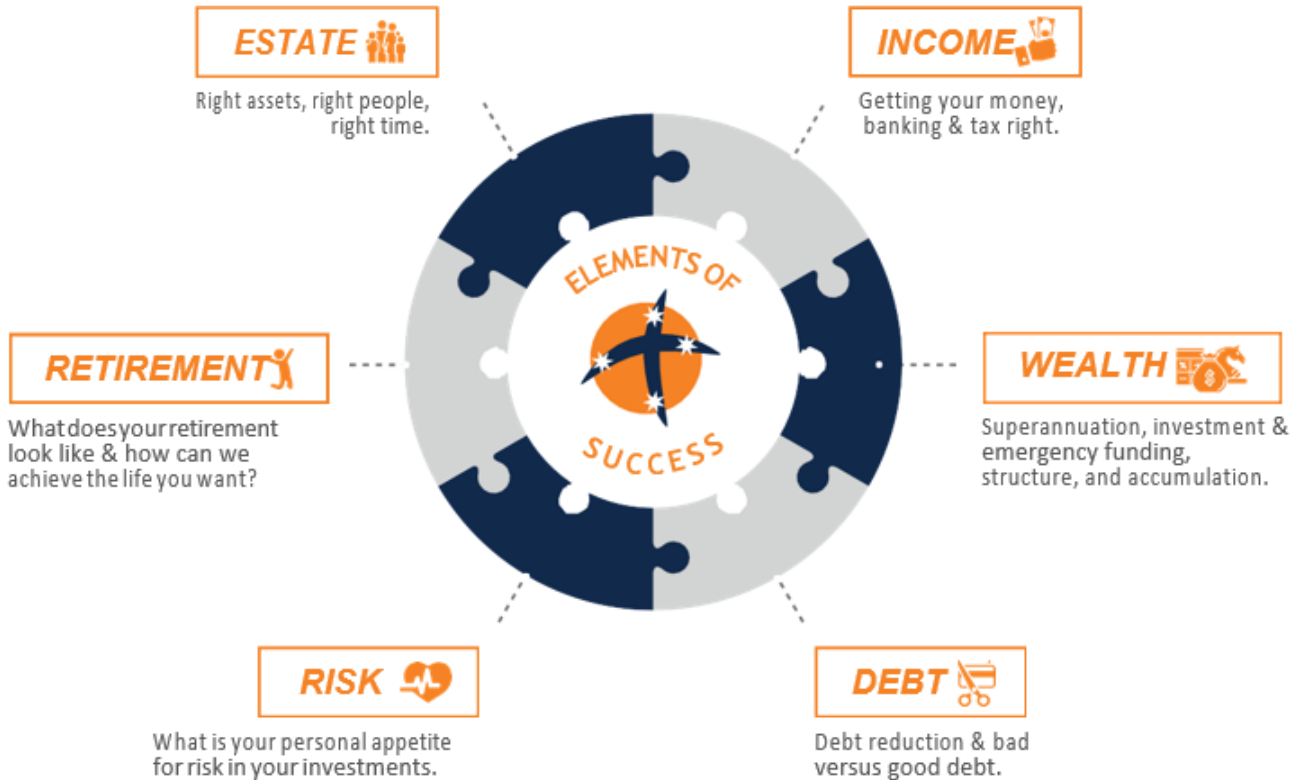 ESTATE
Right assets, right people,
right time.
INCOME
Getting your money,
banking & tax right.
ELEMENTS OF
SUCCESS
RETIREMENT
What does your retirement
look like & how can we
achieve the life you want?
WEALTH
Superannuation, investment &
emergency funding,
structure, and accumulation.
RISK
What is your personal appetite
for risk in your investments.
DEBT
Debt reduction & bad
versus good debt.